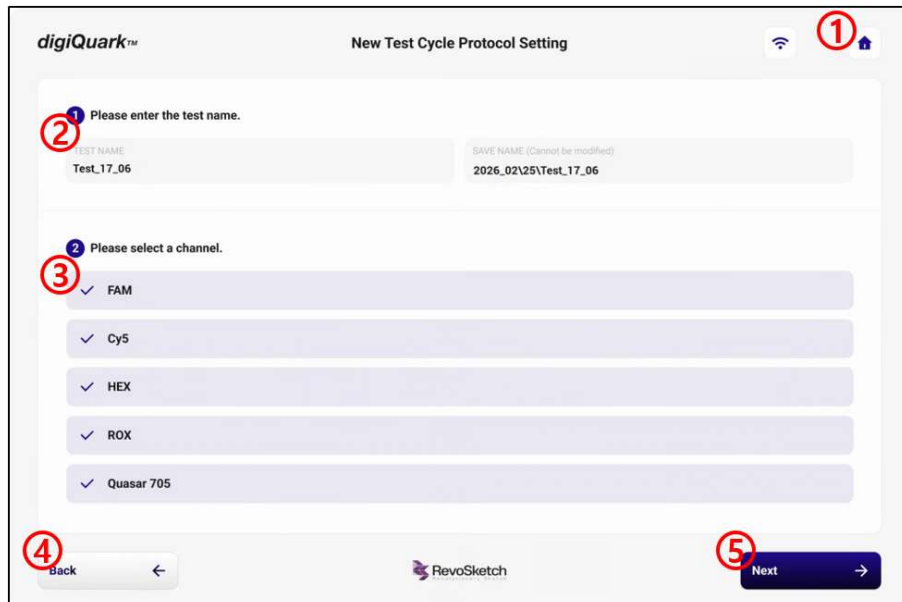 digiQuark™
New Test Cycle Protocol Setting
①
1 Please enter the test name.
②
TEST NAME
Test_17_06
SAVE NAME (Cannot be modified)
2026_02\25\Test_17_06
2 Please select a channel.
③
FAM
Cy5
HEX
ROX
Quasar 705
④
Back
RevoSketch
⑤
Next